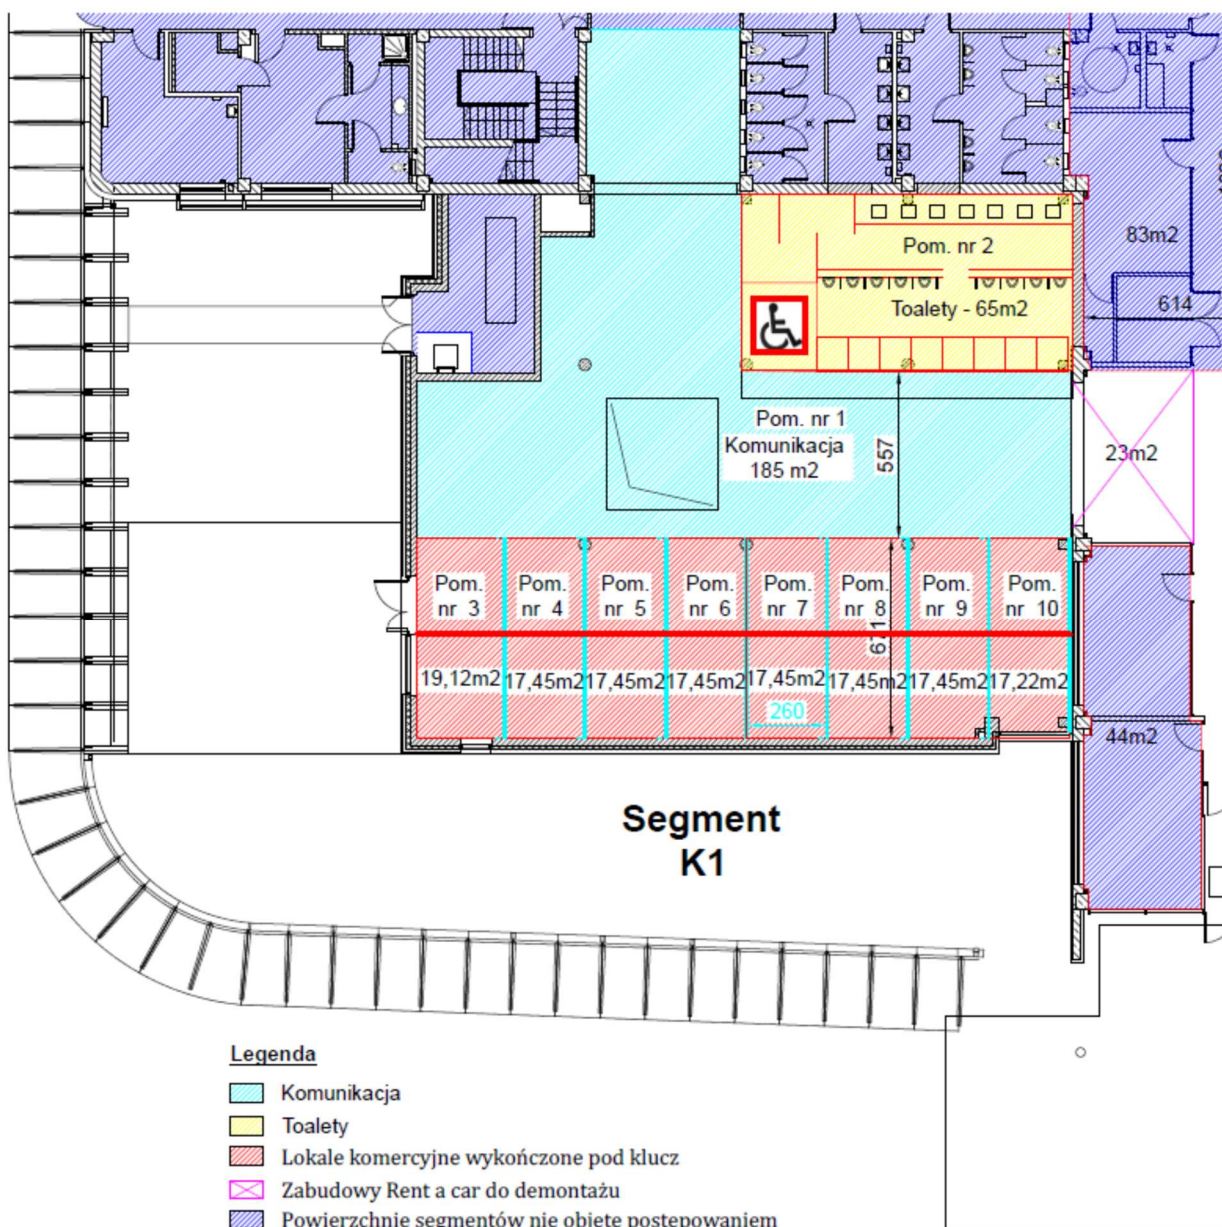 Pom. nr 2
83m2
Toalety - 65m2
614
Pom. nr 1
Komunikacja
185 m2
557
23m2
Pom.
nr 3
Pom.
nr 4
Pom.
nr 5
Pom.
nr 6
Pom.
nr 7
Pom.
nr 8
Pom.
nr 9
Pom.
nr 10
671
19,12m2
17,45m2
17,45m2
17,45m2
17,45m2
17,45m2
17,45m2
17,22m2
260
44m2
Segment
K1
Legenda
Komunikacja
Toalety
Lokale komercyjne wykończone pod klucz
Zabudowy Rent a car do demontażu
Powierzchnie segmentów nie objęte postępowaniem